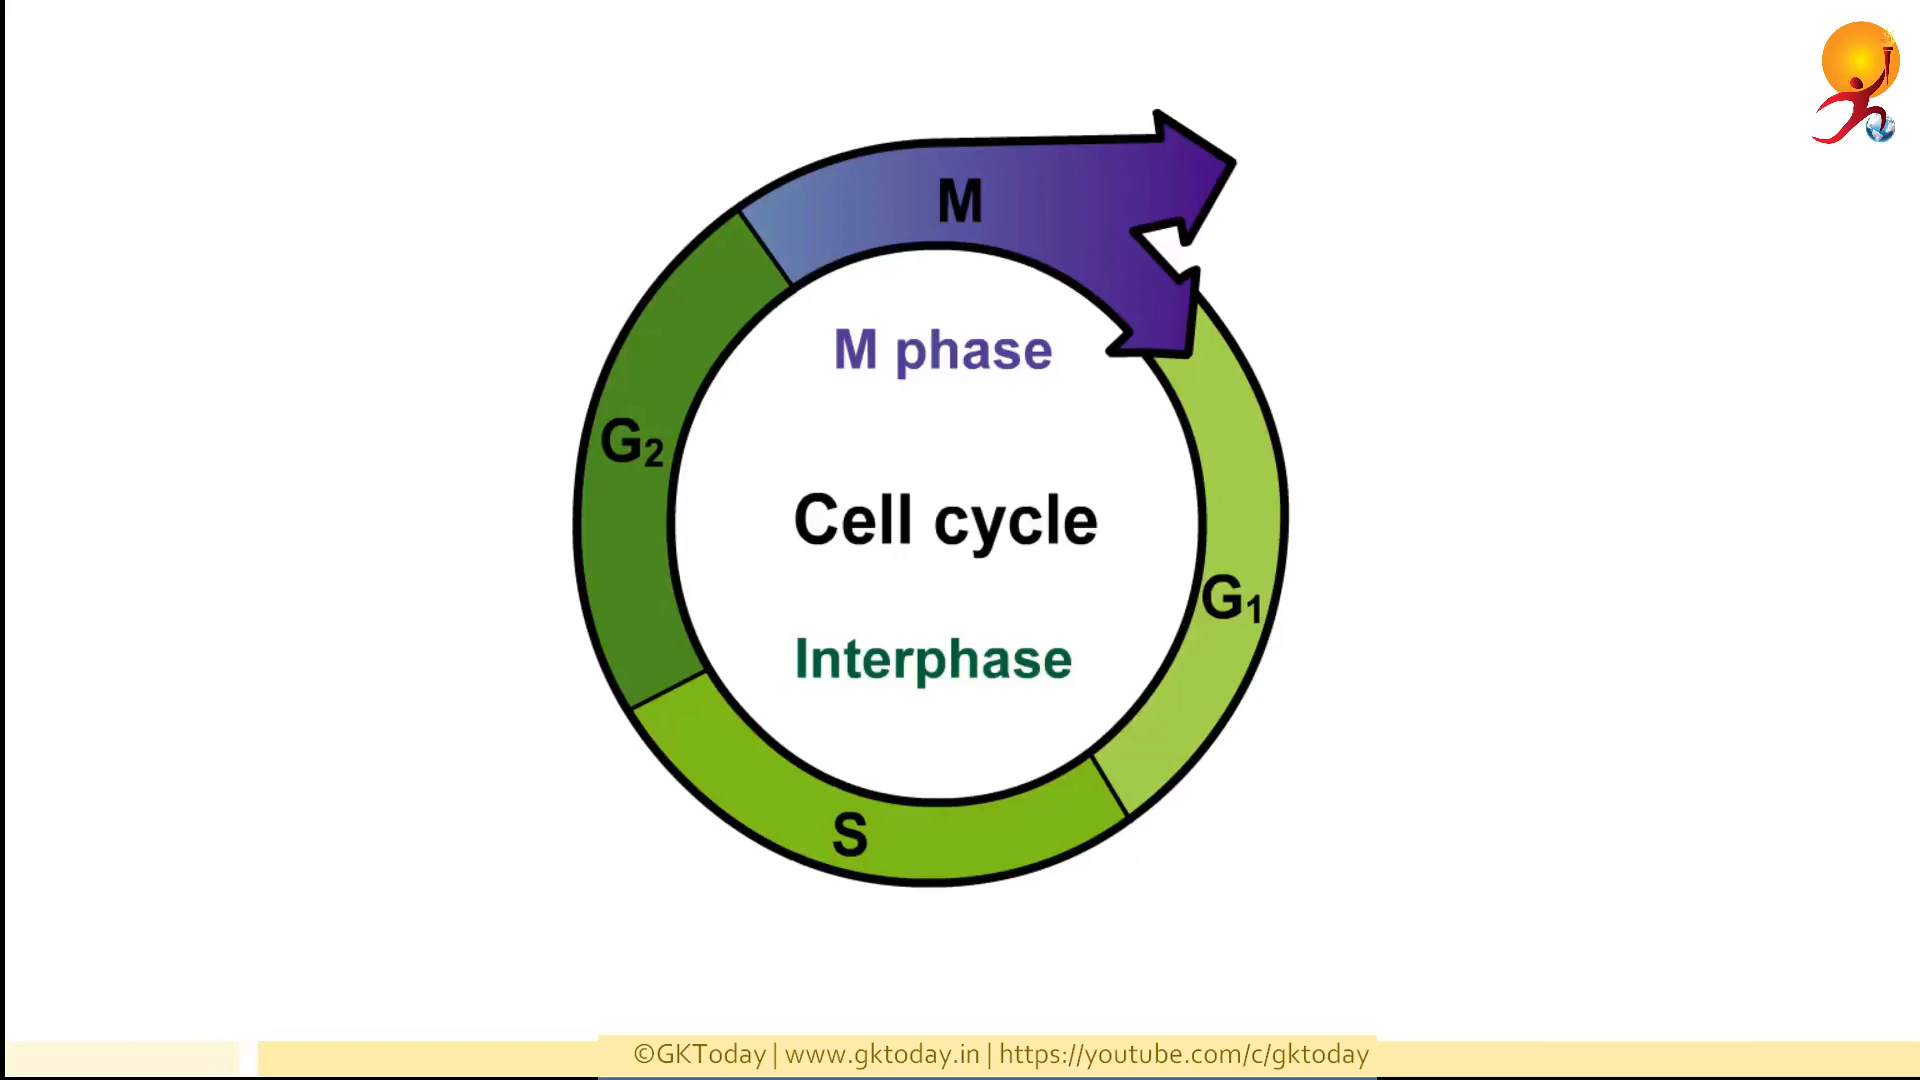 M
M phase
G₂
Cell cycle
G₁
Interphase
S
©GKToday | www.gktoday.in | https://youtube.com/c/gktoday